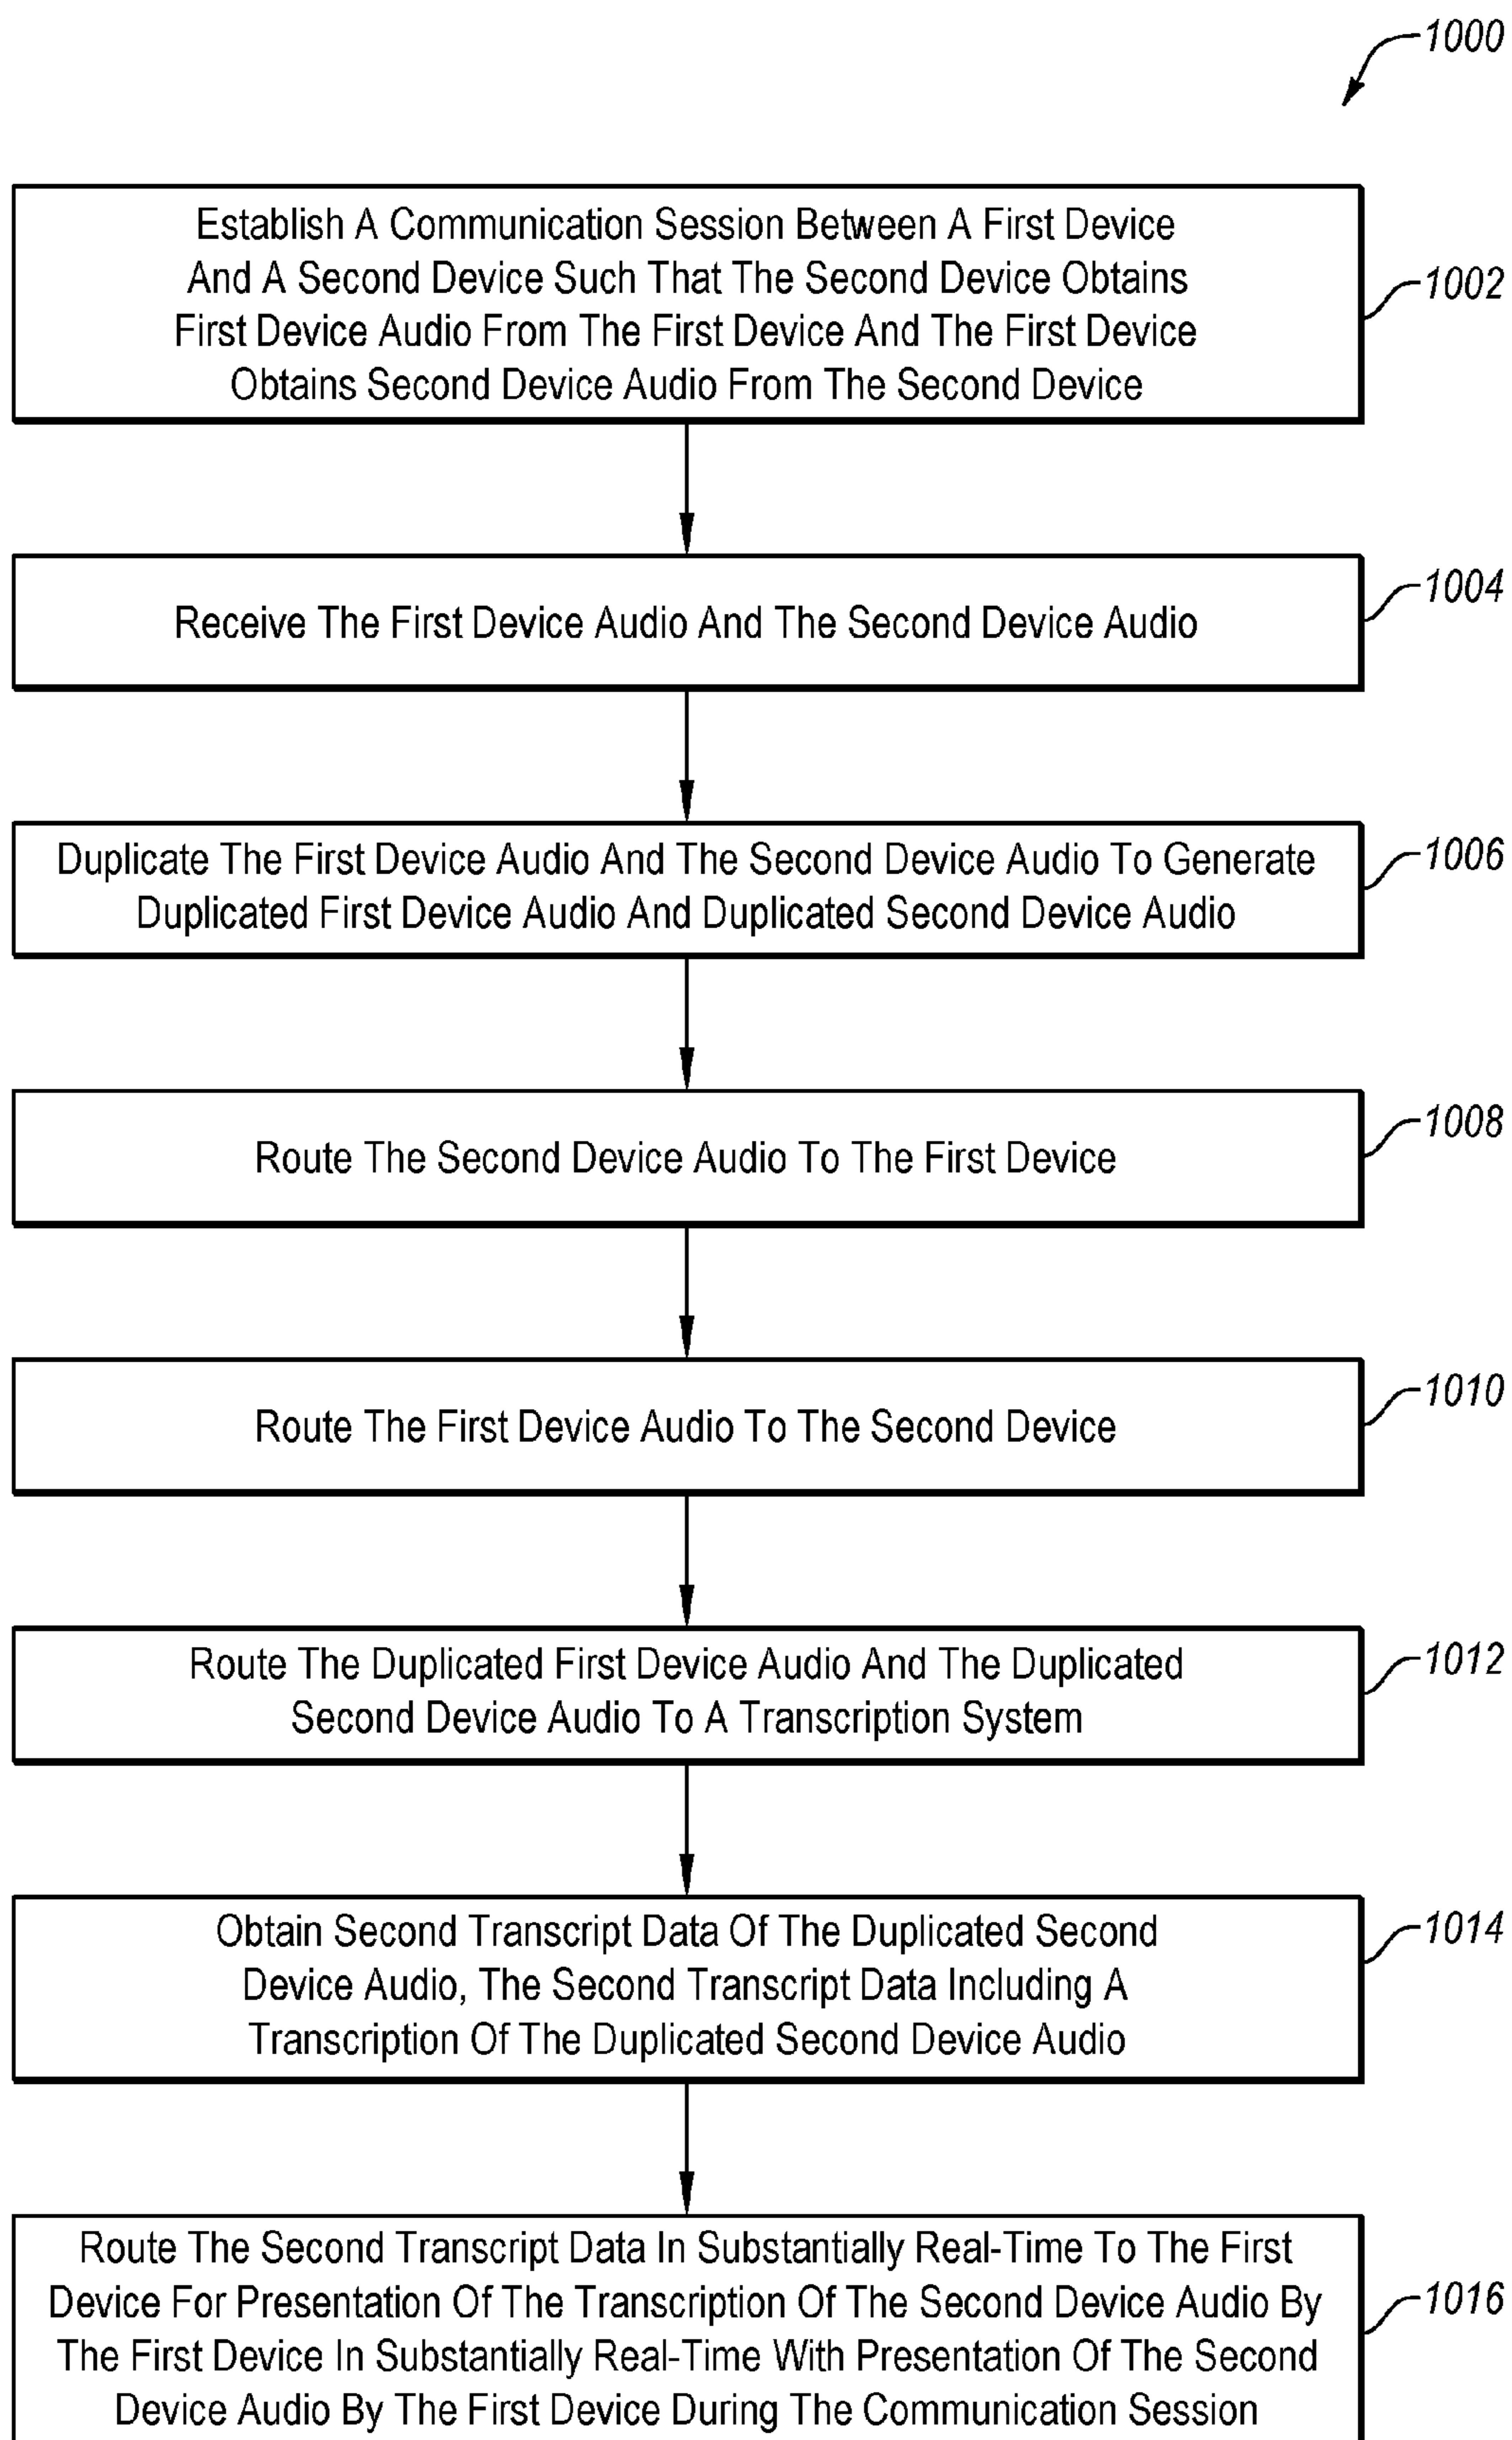 1000
Establish A Communication Session Between A First Device
And A Second Device Such That The Second Device Obtains
First Device Audio From The First Device And The First Device
Obtains Second Device Audio From The Second Device
1002
Receive The First Device Audio And The Second Device Audio
1004
Duplicate The First Device Audio And The Second Device Audio To Generate
Duplicated First Device Audio And Duplicated Second Device Audio
1006
Route The Second Device Audio To The First Device
1008
Route The First Device Audio To The Second Device
1010
Route The Duplicated First Device Audio And The Duplicated
Second Device Audio To A Transcription System
1012
Obtain Second Transcript Data Of The Duplicated Second
Device Audio, The Second Transcript Data Including A
Transcription Of The Duplicated Second Device Audio
1014
Route The Second Transcript Data In Substantially Real-Time To The First
Device For Presentation Of The Transcription Of The Second Device Audio By
The First Device In Substantially Real-Time With Presentation Of The Second
Device Audio By The First Device During The Communication Session
1016